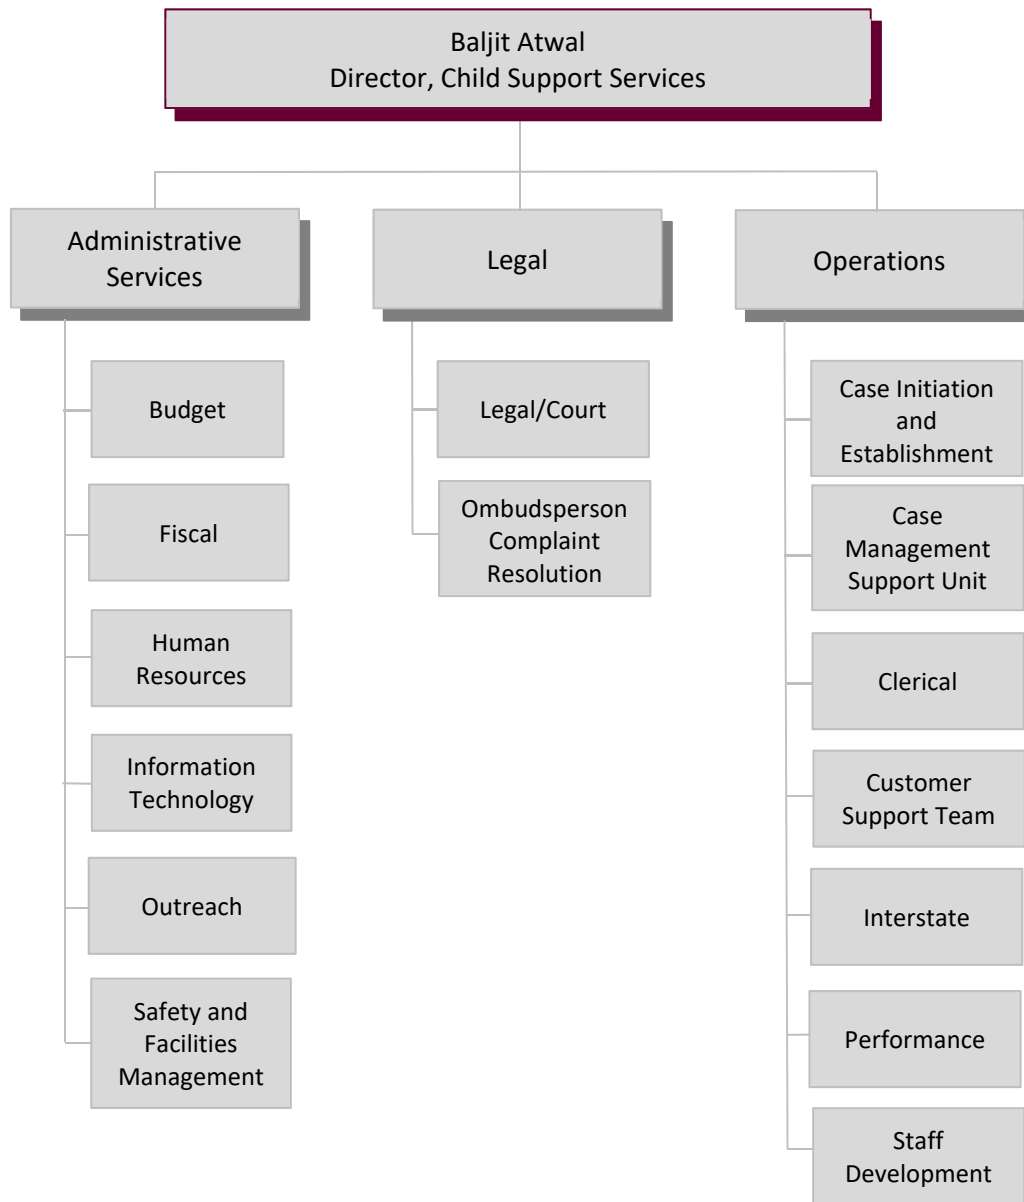 Baljit Atwal
Director, Child Support Services
Administrative
Services
Legal
Operations
Budget
Fiscal
Human
Resources
Information
Technology
Outreach
Safety and
Facilities
Management
Legal/Court
Ombudsperson
Complaint
Resolution
Case Initiation
and
Establishment
Case
Management
Support Unit
Clerical
Customer
Support Team
Interstate
Performance
Staff
Development